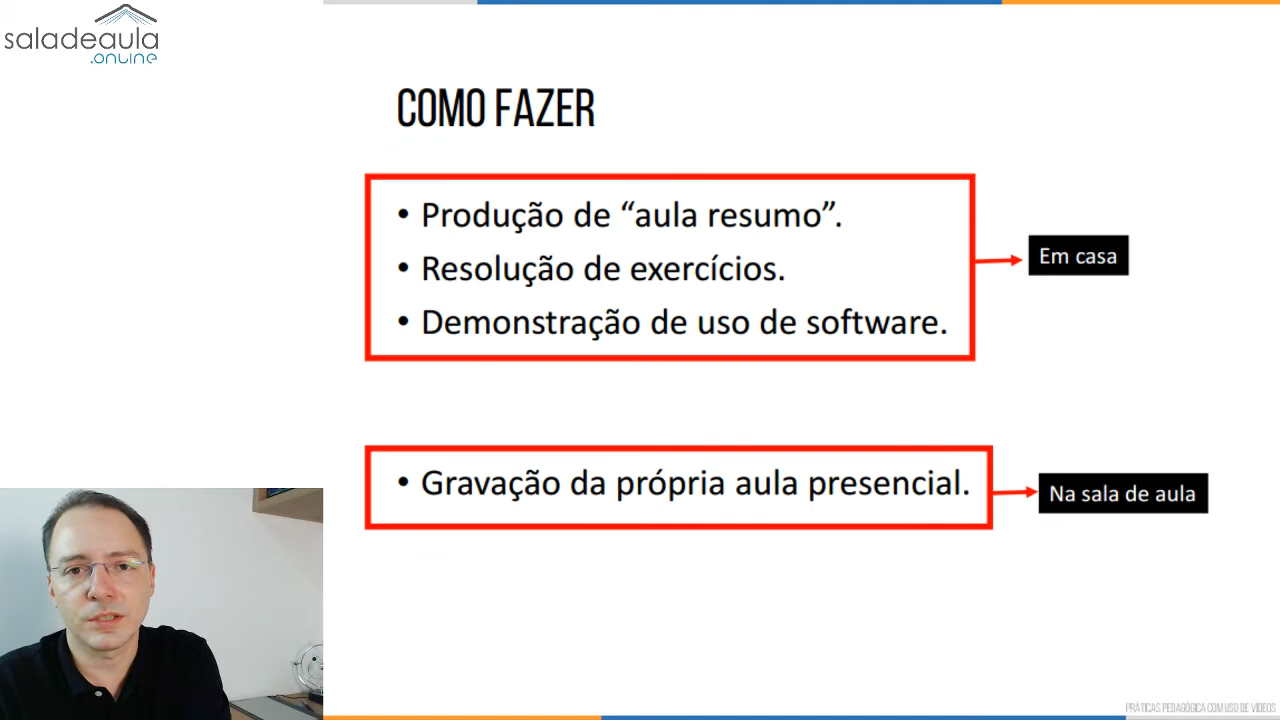 saladeaula
.online
COMO FAZER
• Produção de “aula resumo”.
• Resolução de exercícios.
• Demonstração de uso de software.
Em casa
• Gravação da própria aula presencial.
Na sala de aula
PRÁTICAS PEDAGÓGICA COM USO DE VÍDEOS